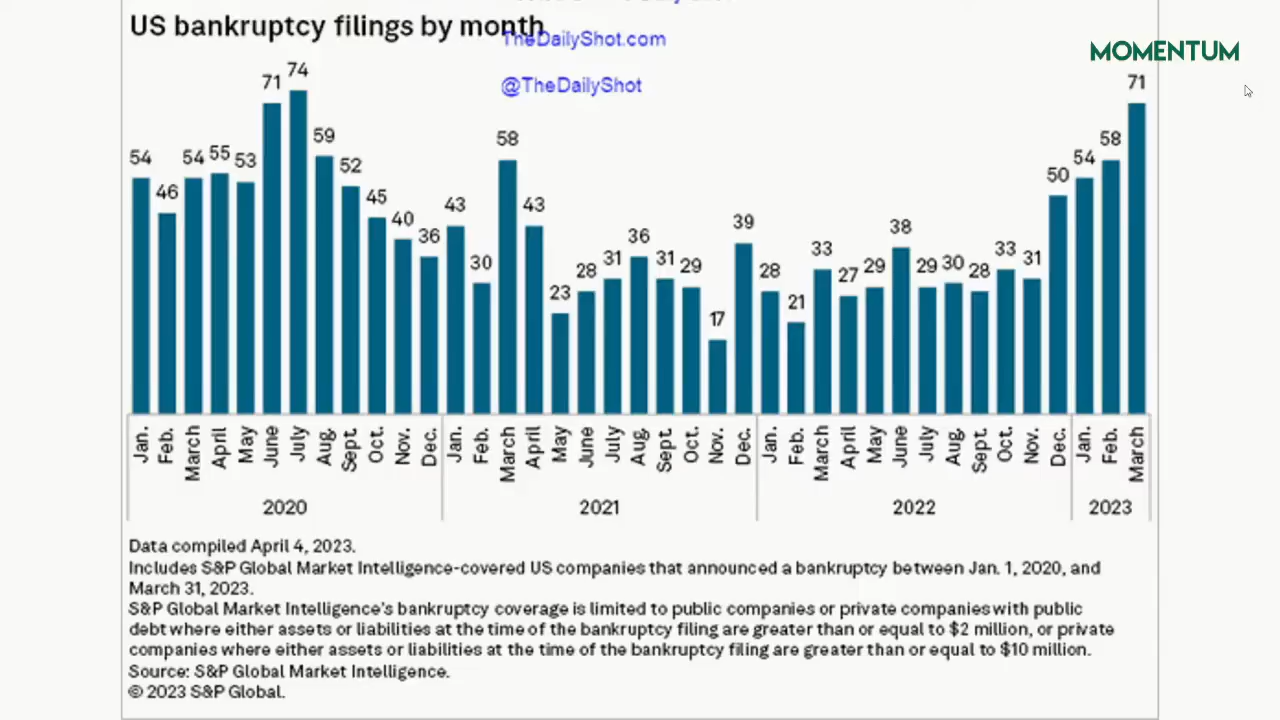 US bankruptcy filings by month
TheDailyShot.com
@TheDailyShot
MOMENTUM
54 46 54 55 53 71 74 59 52 45 40 36 43 30 58 43 23 28 31 36 31 29 17 39 28 21 33 27 29 38 29 30 28 33 31 50 54 58 71
Jan. Feb. March April May June July Aug. Sept. Oct. Nov. Dec. Jan. Feb. March April May June July Aug. Sept. Oct. Nov. Dec. Jan. Feb. March April May June July Aug. Sept. Oct. Nov. Dec. Jan. Feb. March
2020 2021 2022 2023
Data compiled April 4, 2023.
Includes S&P Global Market Intelligence-covered US companies that announced a bankruptcy between Jan. 1, 2020, and
March 31, 2023.
S&P Global Market Intelligence's bankruptcy coverage is limited to public companies or private companies with public
debt where either assets or liabilities at the time of the bankruptcy filing are greater than or equal to $2 million, or private
companies where either assets or liabilities at the time of the bankruptcy filing are greater than or equal to $10 million.
Source: S&P Global Market Intelligence.
© 2023 S&P Global.